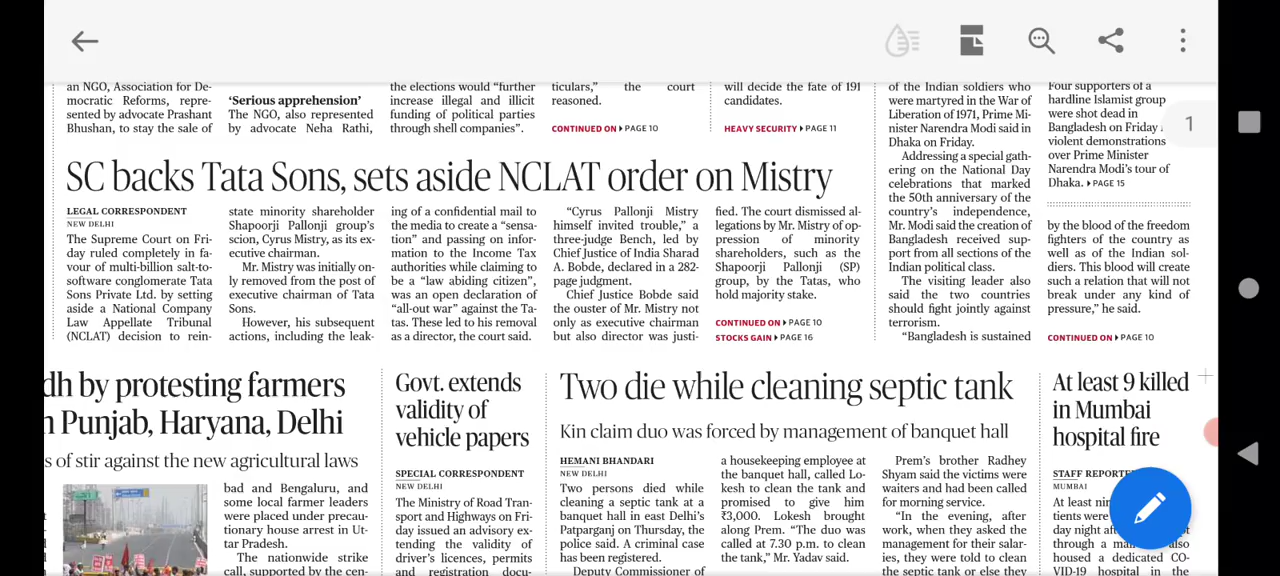 1
an NGO, Association for De-
mocratic Reforms, repre-
sented by advocate Prashant
Bhushan, to stay the sale of
‘Serious apprehension’
The NGO, also represented
by advocate Neha Rathi,
the elections would “further
increase illegal and illicit
funding of political parties
through shell companies”.
ticulars,” the court
reasoned.
CONTINUED ON PAGE 10
will decide the fate of 191
candidates.
HEAVY SECURITY PAGE 11
SC backs Tata Sons, sets aside NCLAT order on Mistry
LEGAL CORRESPONDENT
NEW DELHI
The Supreme Court on Fri-
day ruled completely in fa-
vour of multi-billion salt-to-
software conglomerate Tata
Sons Private Ltd. by setting
aside a National Company
Law Appellate Tribunal
(NCLAT) decision to rein-
state minority shareholder
Shapoorji Pallonji group’s
scion, Cyrus Mistry, as its ex-
ecutive chairman.
Mr. Mistry was initially on-
ly removed from the post of
executive chairman of Tata
Sons.
However, his subsequent
actions, including the leak-
ing of a confidential mail to
the media to create a “sensa-
tion” and passing on infor-
mation to the Income Tax
authorities while claiming to
be a “law abiding citizen”,
was an open declaration of
“all-out war” against the Ta-
tas. These led to his removal
as a director, the court said.
“Cyrus Pallonji Mistry
himself invited trouble,” a
three-judge Bench, led by
Chief Justice of India Sharad
A. Bobde, declared in a 282-
page judgment.
Chief Justice Bobde said
the ouster of Mr. Mistry not
only as executive chairman
but also director was justi-
fied. The court dismissed al-
legations by Mr. Mistry of op-
pression of minority
shareholders, such as the
Shapoorji Pallonji (SP)
group, by the Tatas, who
hold majority stake.
CONTINUED ON PAGE 10
STOCKS GAIN PAGE 16
of the Indian soldiers who
were martyred in the War of
Liberation of 1971, Prime Mi-
nister Narendra Modi said in
Dhaka on Friday.
Addressing a special gath-
ering on the National Day
celebrations that marked
the 50th anniversary of the
country’s independence,
Mr. Modi said the creation of
Bangladesh received sup-
port from all sections of the
Indian political class.
The visiting leader also
said the two countries
should fight jointly against
terrorism.
“Bangladesh is sustained
Four supporters of a
hardline Islamist group
were shot dead in
Bangladesh on Friday
violent demonstrations
over Prime Minister
Narendra Modi’s tour of
Dhaka. PAGE 15
by the blood of the freedom
fighters of the country as
well as of the Indian sol-
diers. This blood will create
such a relation that will not
break under any kind of
pressure,” he said.
CONTINUED ON PAGE 10
dh by protesting farmers
n Punjab, Haryana, Delhi
s of stir against the new agricultural laws
bad and Bengaluru, and
some local farmer leaders
were placed under precau-
tionary house arrest in Ut-
tar Pradesh.
The nationwide strike
call, supported by the cen-
Govt. extends
validity of
vehicle papers
SPECIAL CORRESPONDENT
NEW DELHI
The Ministry of Road Tran-
sport and Highways on Fri-
day issued an advisory ex-
tending the validity of
driver’s licences, permits
and registration docu-
Two die while cleaning septic tank
Kin claim duo was forced by management of banquet hall
HEMANI BHANDARI
NEW DELHI
Two persons died while
cleaning a septic tank at a
banquet hall in east Delhi’s
Patparganj on Thursday, the
police said. A criminal case
has been registered.
Deputy Commissioner of
a housekeeping employee at
the banquet hall, called Lo-
kesh to clean the tank and
promised to give him
₹3,000. Lokesh brought
along Prem. “The duo was
called at 7.30 p.m. to clean
the tank,” Mr. Yadav said.
Prem’s brother Radhey
Shyam said the victims were
waiters and had been called
for morning service.
“In the evening, after
work, when they asked the
management for their salar-
ies, they were told to clean
the septic tank or else they
At least 9 killed
in Mumbai
hospital fire
STAFF REPORTE
MUMBAI
At least nin
tients were
day night af
through a ma also
housed a dedicated CO-
VID-19 hospital in the